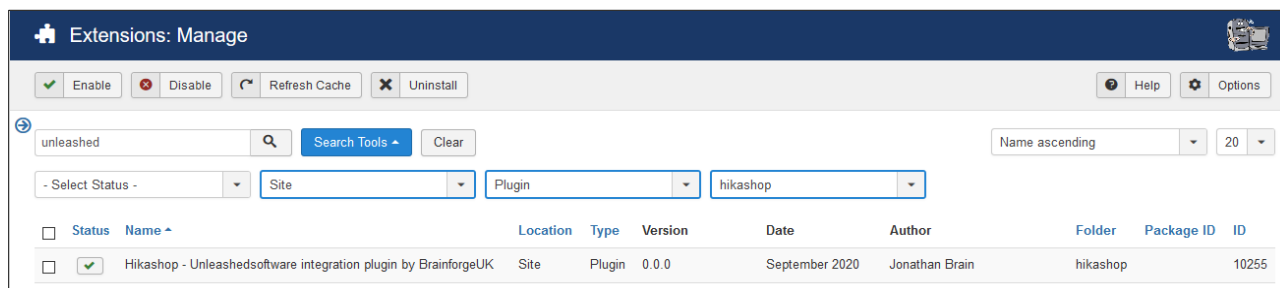 Extensions: Manage
Enable Disable Refresh Cache Uninstall Help Options
unleashed Search Tools Clear Name ascending 20
- Select Status - Site Plugin hikashop
Status Name Location Type Version Date Author Folder Package ID ID
Hikashop - Unleashedsoftware integration plugin by BrainforgeUK Site Plugin 0.0.0 September 2020 Jonathan Brain hikashop 10255